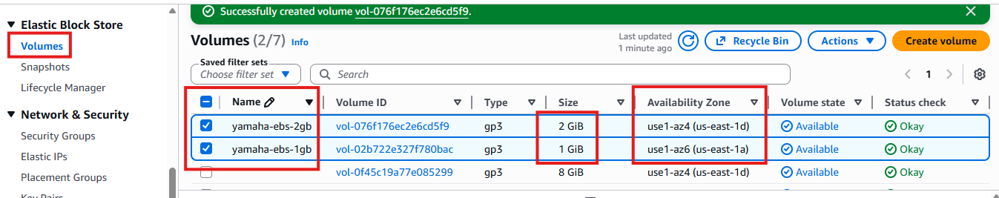 Elastic Block Store
Volumes
Snapshots
Lifecycle Manager
Network & Security
Security Groups
Elastic IPs
Placement Groups
Key Pairs
Successfully created volume vol-076f176ec2e6cd5f9.
Volumes (2/7) Info
Last updated
1 minute ago
Recycle Bin
Actions
Create volume
Saved filter sets
Choose filter set
Search
1
Name Volume ID Type Size Availability Zone Volume state Status check
yamaha-ebs-2gb vol-076f176ec2e6cd5f9 gp3 2 GiB use1-az4 (us-east-1d) Available Okay
yamaha-ebs-1gb vol-02b722e327f780bac gp3 1 GiB use1-az6 (us-east-1a) Available Okay
vol-0f45c19a77e085299 gp3 8 GiB use1-az4 (us-east-1d) Available Okay